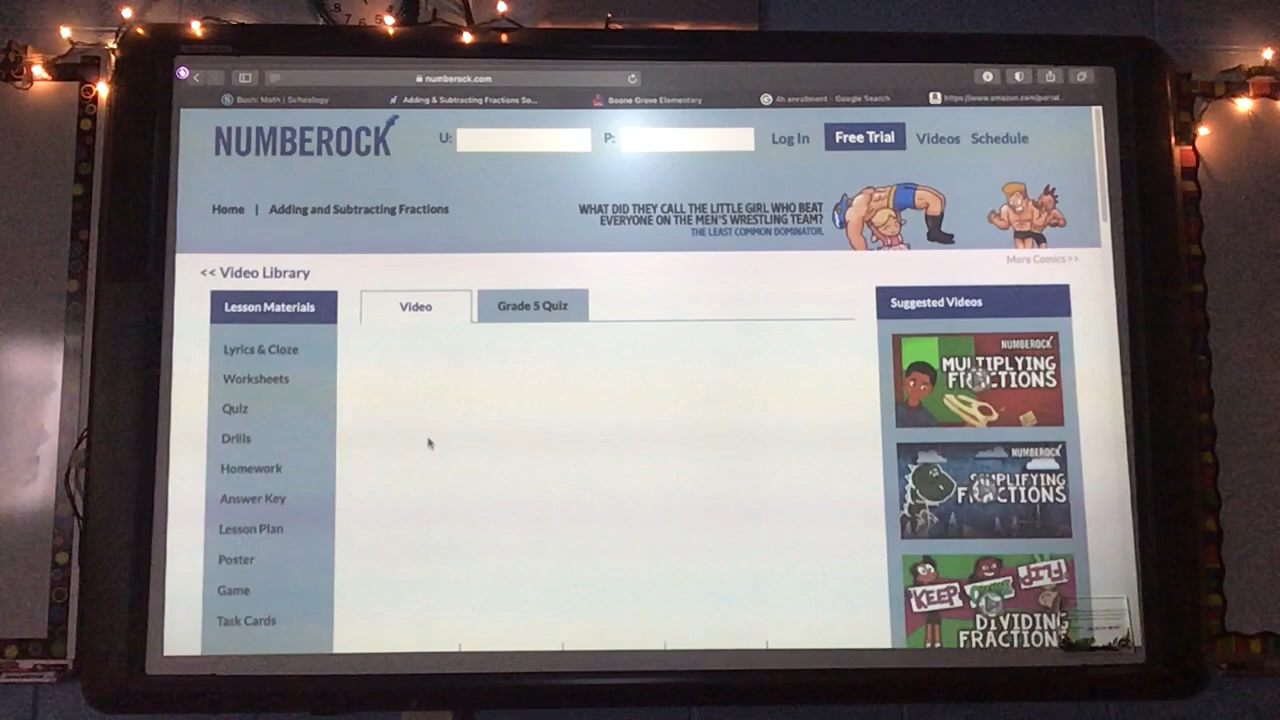 numberock.com
Bush: Math | Schoology
Adding & Subtracting Fractions So...
Boone Grove Elementary
4h enrollment - Google Search
https://www.amazon.com/portal...
NUMBEROCK
U:
P:
Log In
Free Trial
Videos
Schedule
Home | Adding and Subtracting Fractions
WHAT DID THEY CALL THE LITTLE GIRL WHO BEAT
EVERYONE ON THE MEN'S WRESTLING TEAM?
THE LEAST COMMON DOMINATOR.
More Comics >>
<< Video Library
Lesson Materials
Lyrics & Cloze
Worksheets
Quiz
Drills
Homework
Answer Key
Lesson Plan
Poster
Game
Task Cards
Video
Grade 5 Quiz
Suggested Videos
NUMBEROCK
MULTIPLYING
FRACTIONS
NUMBEROCK
SIMPLIFYING
FRACTIONS
KEEP
FLIP
DIVIDING
FRACTION